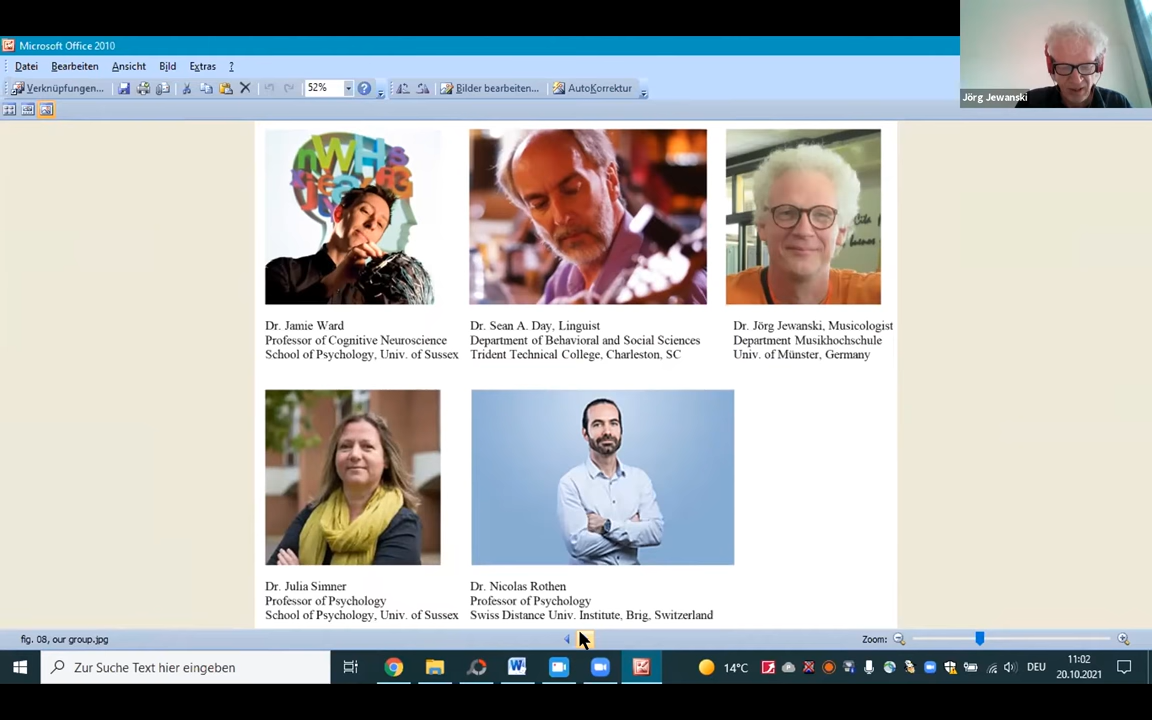 Microsoft Office 2010
Datei Bearbeiten Ansicht Bild Extras ?
Verknüpfungen... 52% Bilder bearbeiten... AutoKorrektur
Jörg Jewanski
Dr. Jamie Ward
Professor of Cognitive Neuroscience
School of Psychology, Univ. of Sussex
Dr. Sean A. Day, Linguist
Department of Behavioral and Social Sciences
Trident Technical College, Charleston, SC
Dr. Jörg Jewanski, Musicologist
Department Musikhochschule
Univ. of Münster, Germany
Dr. Julia Simner
Professor of Psychology
School of Psychology, Univ. of Sussex
Dr. Nicolas Rothen
Professor of Psychology
Swiss Distance Univ. Institute, Brig, Switzerland
fig. 08, our group.jpg
Zoom:
Zur Suche Text hier eingeben
14°C
DEU
11:02
20.10.2021